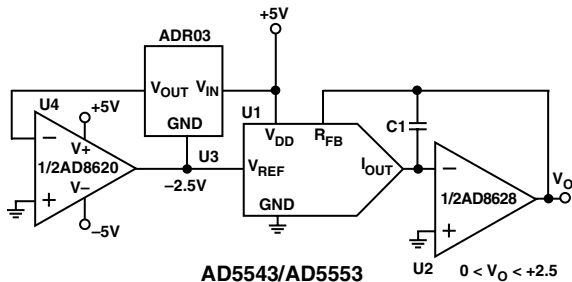 +5V
ADR03
U4
+5V
VOUT
VIN
U1
C1
GND
VDD
RFB
V+
1/2AD8620
U3
VREF
IOUT
VO
V–
–2.5V
1/2AD8628
–5V
GND
U2
0 < VO < +2.5
AD5543/AD5553